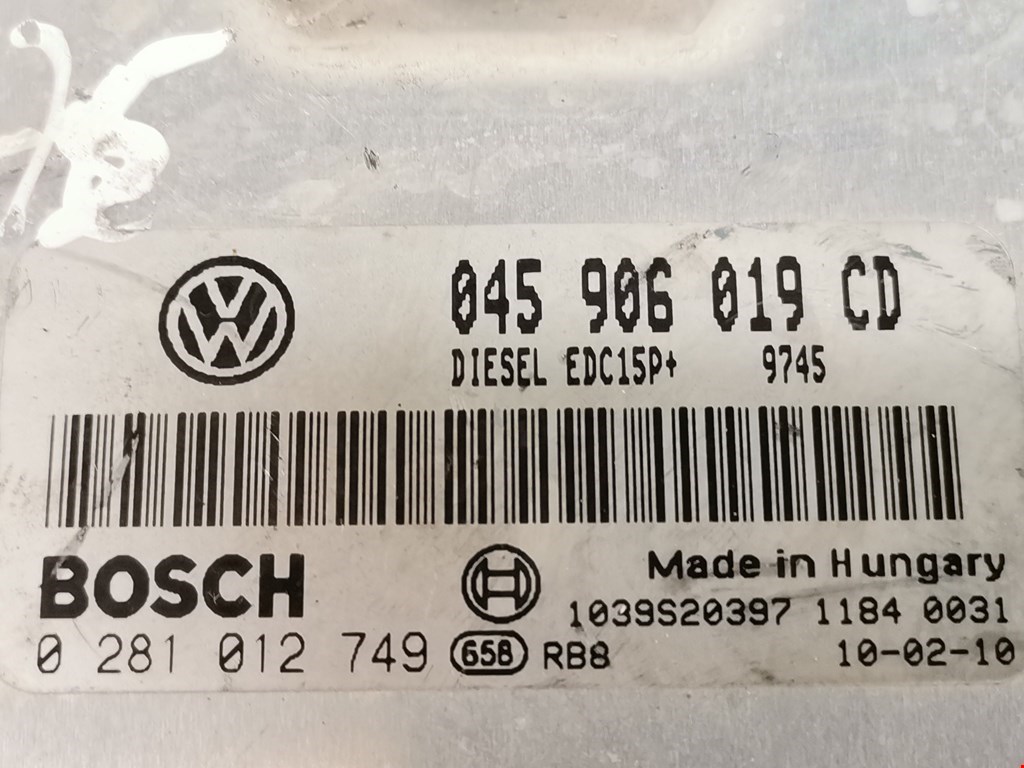 045 906 019 CD
DIESEL EDC15P+ 9745
BOSCH
Made in Hungary
1039S20397 1184 0031
0 281 012 749 658 RB8 10-02-10